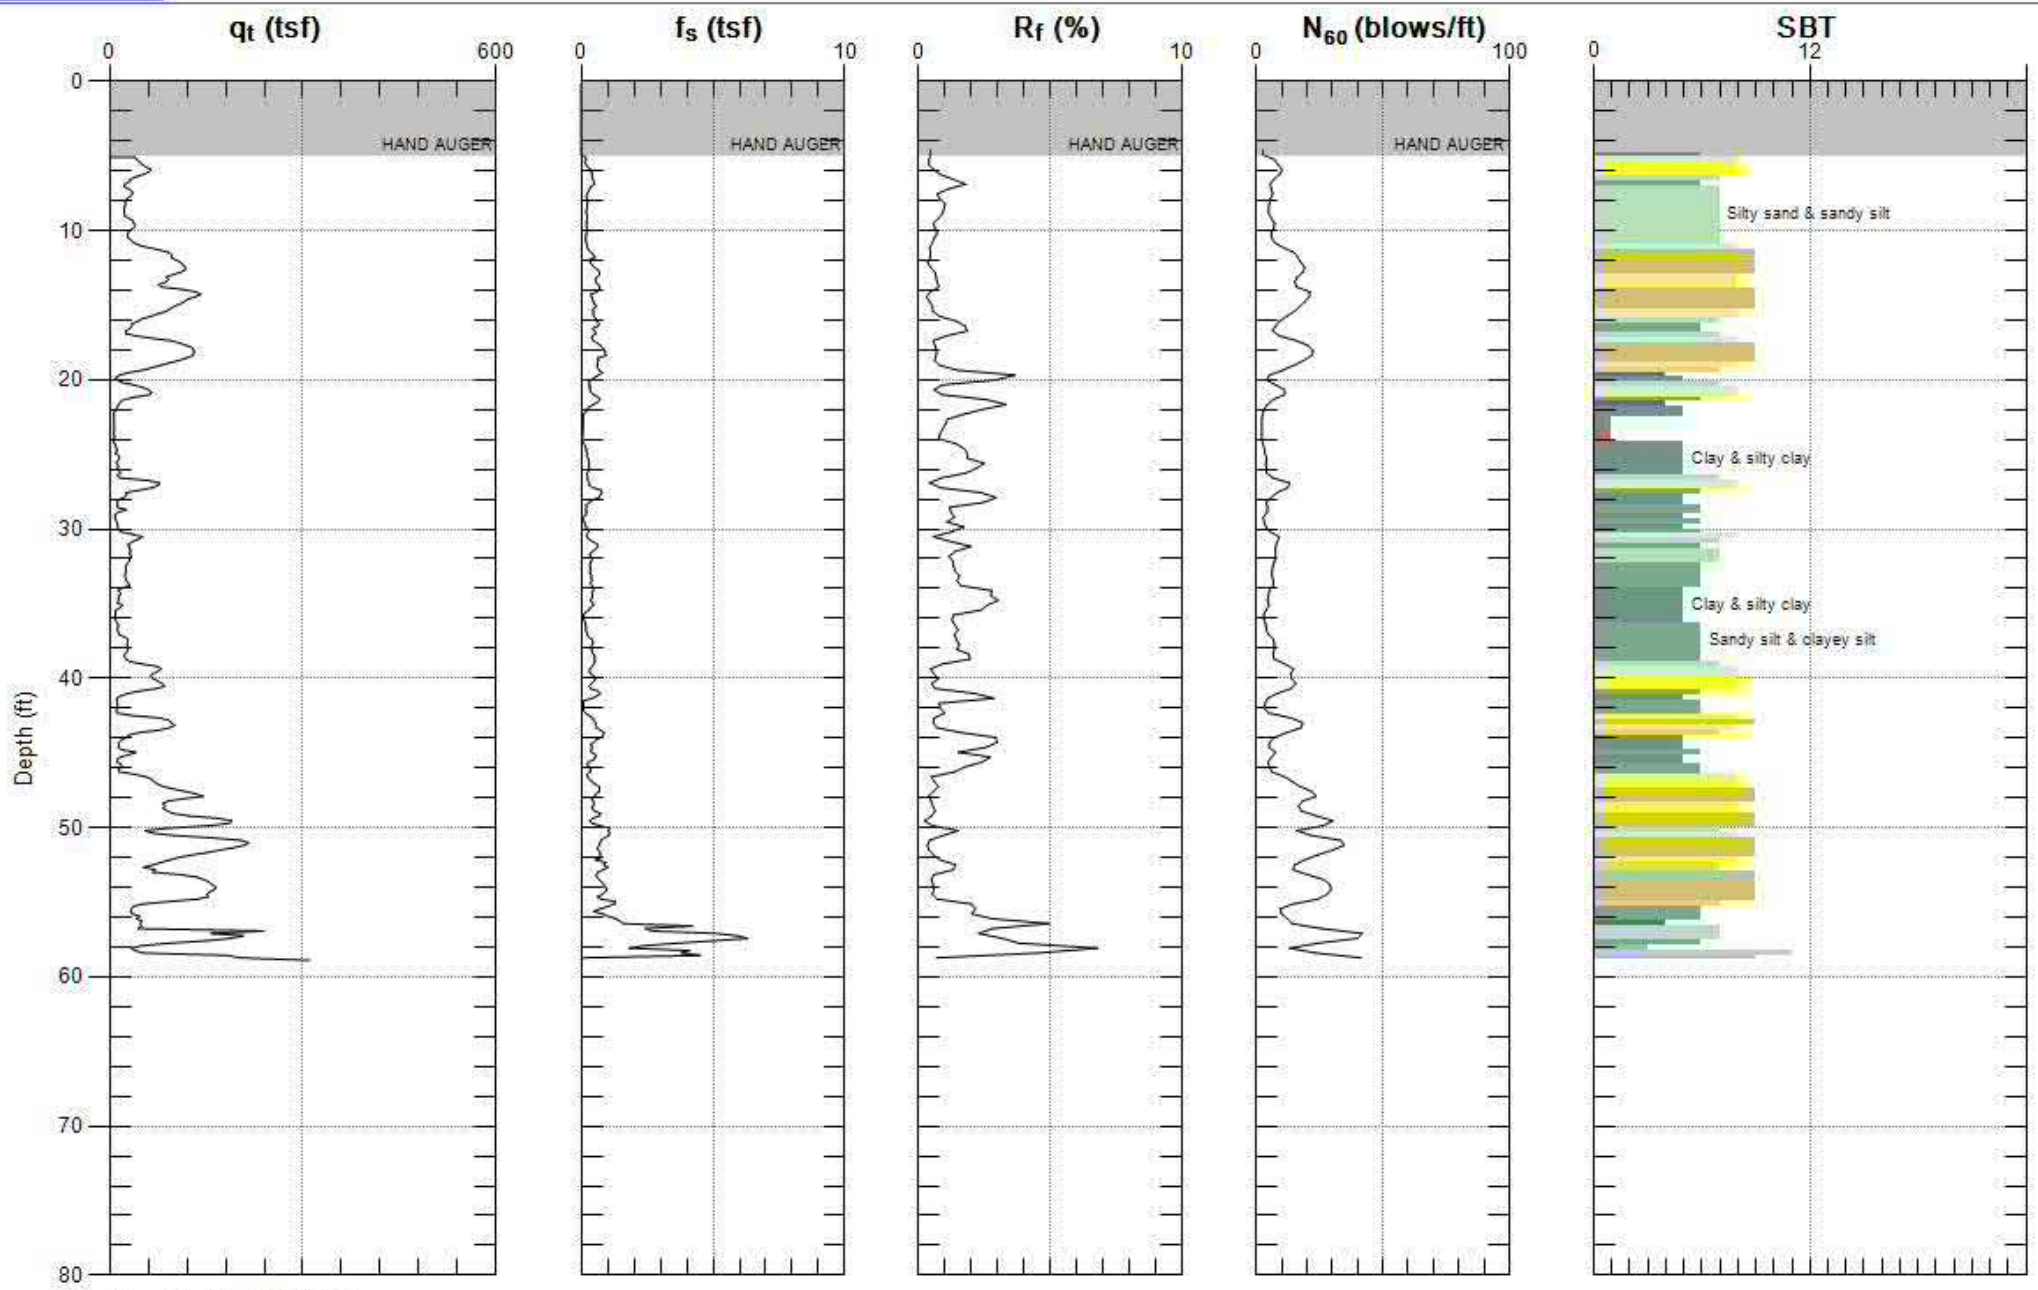 qt (tsf) fs (tsf) Rf (%) N60 (blows/ft) SBT
0 600 0 10 0 10 0 100 0 12
0
HAND AUGER HAND AUGER HAND AUGER HAND AUGER
Silty sand & sandy silt
10
20
Clay & silty clay
30
Clay & silty clay
Sandy silt & clayey silt
40
Depth (ft)
50
60
70
80